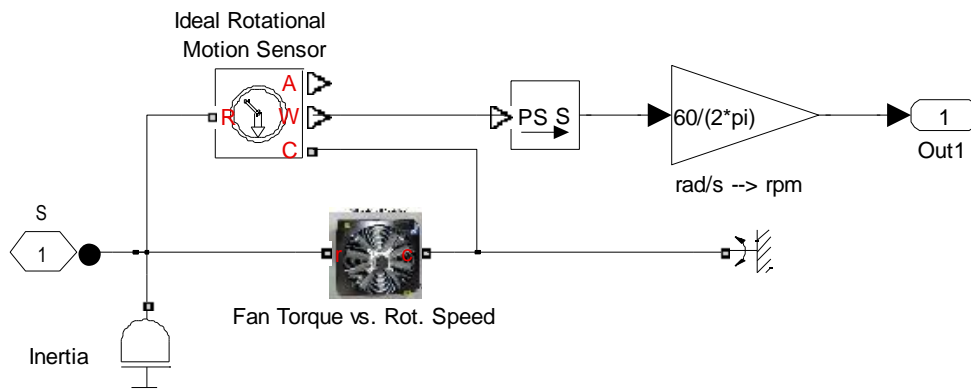 Ideal Rotational
Motion Sensor
A
R
W
C
PS S
60/(2*pi)
1
Out1
rad/s --> rpm
S
1
r
c
Fan Torque vs. Rot. Speed
Inertia